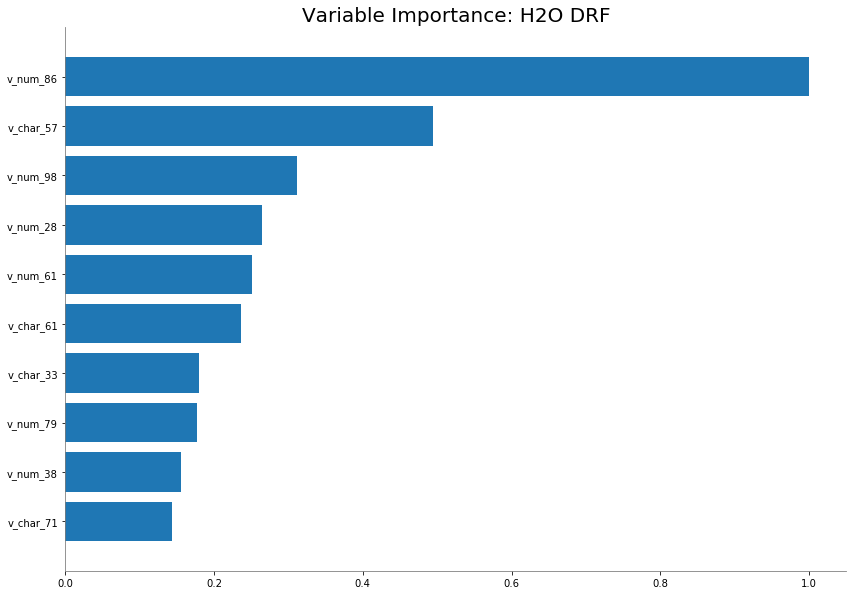 Variable Importance: H2O DRF
v_num_86
v_char_57
v_num_98
v_num_28
v_num_61
v_char_61
v_char_33
v_num_79
v_num_38
v_char_71
0.0 0.2 0.4 0.6 0.8 1.0